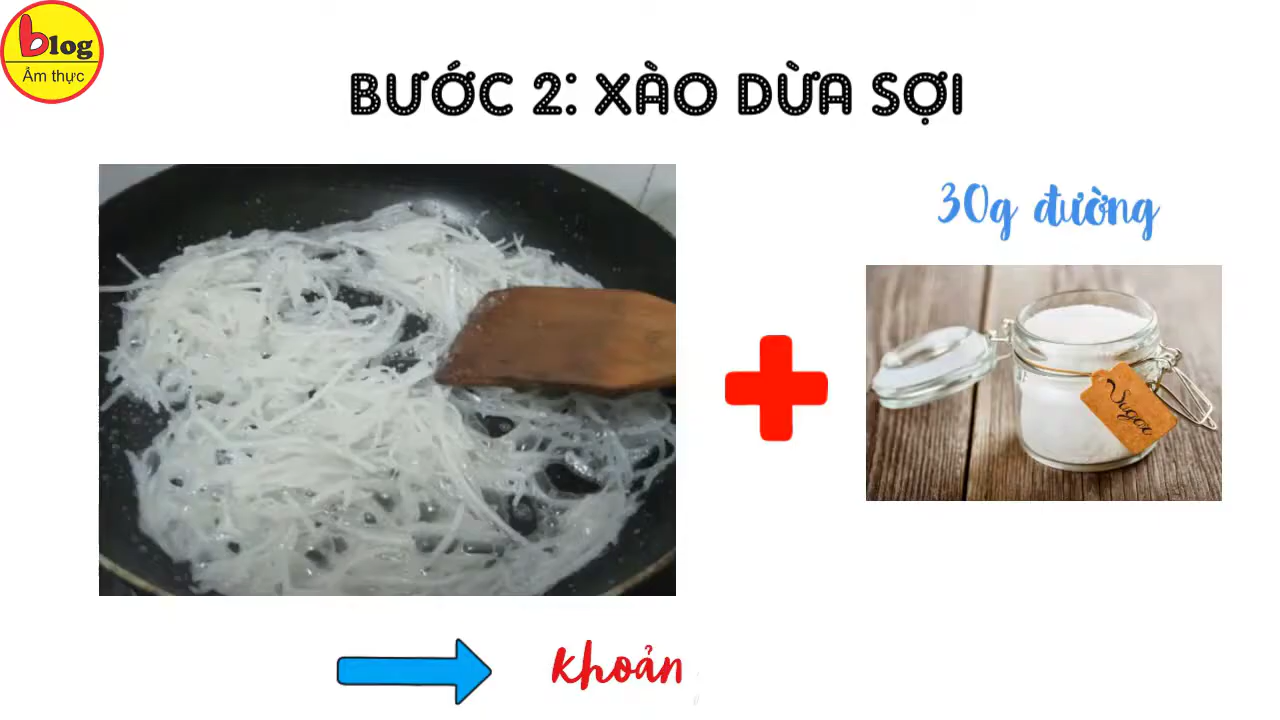 blog
Ẩm thực
BƯỚC 2: XÀO DỪA SỢI
30g đường
Sugar
khoản